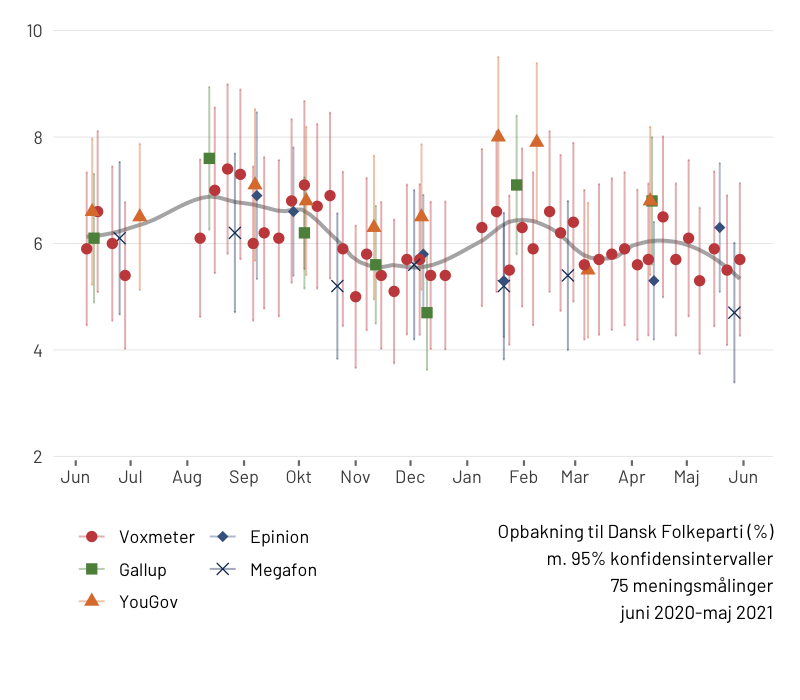 10
8
6
4
2
Jun Jul Aug Sep Okt Nov Dec Jan Feb Mar Apr Maj Jun
Voxmeter Epinion
Gallup Megafon
YouGov
Opbakning til Dansk Folkeparti (%)
m. 95% konfidensintervaller
75 meningsmålinger
juni 2020-maj 2021